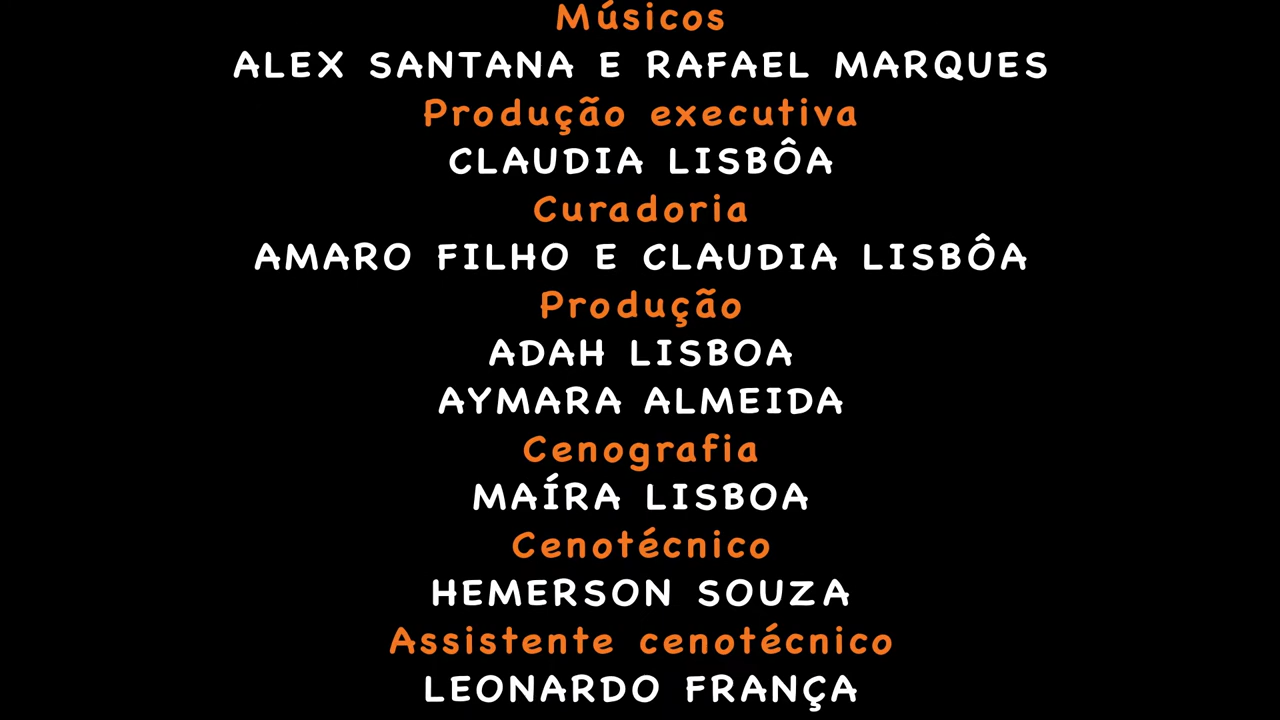 Músicos
ALEX SANTANA E RAFAEL MARQUES
Produção executiva
CLAUDIA LISBÔA
Curadoria
AMARO FILHO E CLAUDIA LISBÔA
Produção
ADAH LISBOA
AYMARA ALMEIDA
Cenografia
MAÍRA LISBOA
Cenotécnico
HEMERSON SOUZA
Assistente cenotécnico
LEONARDO FRANÇA